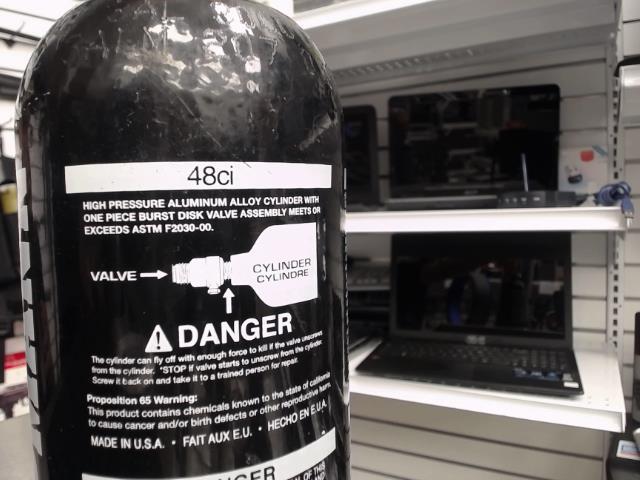 48ci
HIGH PRESSURE ALUMINUM ALLOY CYLINDER WITH
ONE PIECE BURST DISK VALVE ASSEMBLY MEETS OR
EXCEEDS ASTM F2030-00.
VALVE
CYLINDER
CYLINDRE
DANGER
The cylinder can fly off with enough force to kill if the valve unscrews
from the cylinder. *STOP if valve starts to unscrew from the cylinder.
Screw it back on and take it to a trained person for repair.
Proposition 65 Warning:
This product contains chemicals known to the state of california
to cause cancer and/or birth defects or other reproductive harm.
MADE IN U.S.A. • FAIT AUX E.U. • HECHO EN E.U.A.